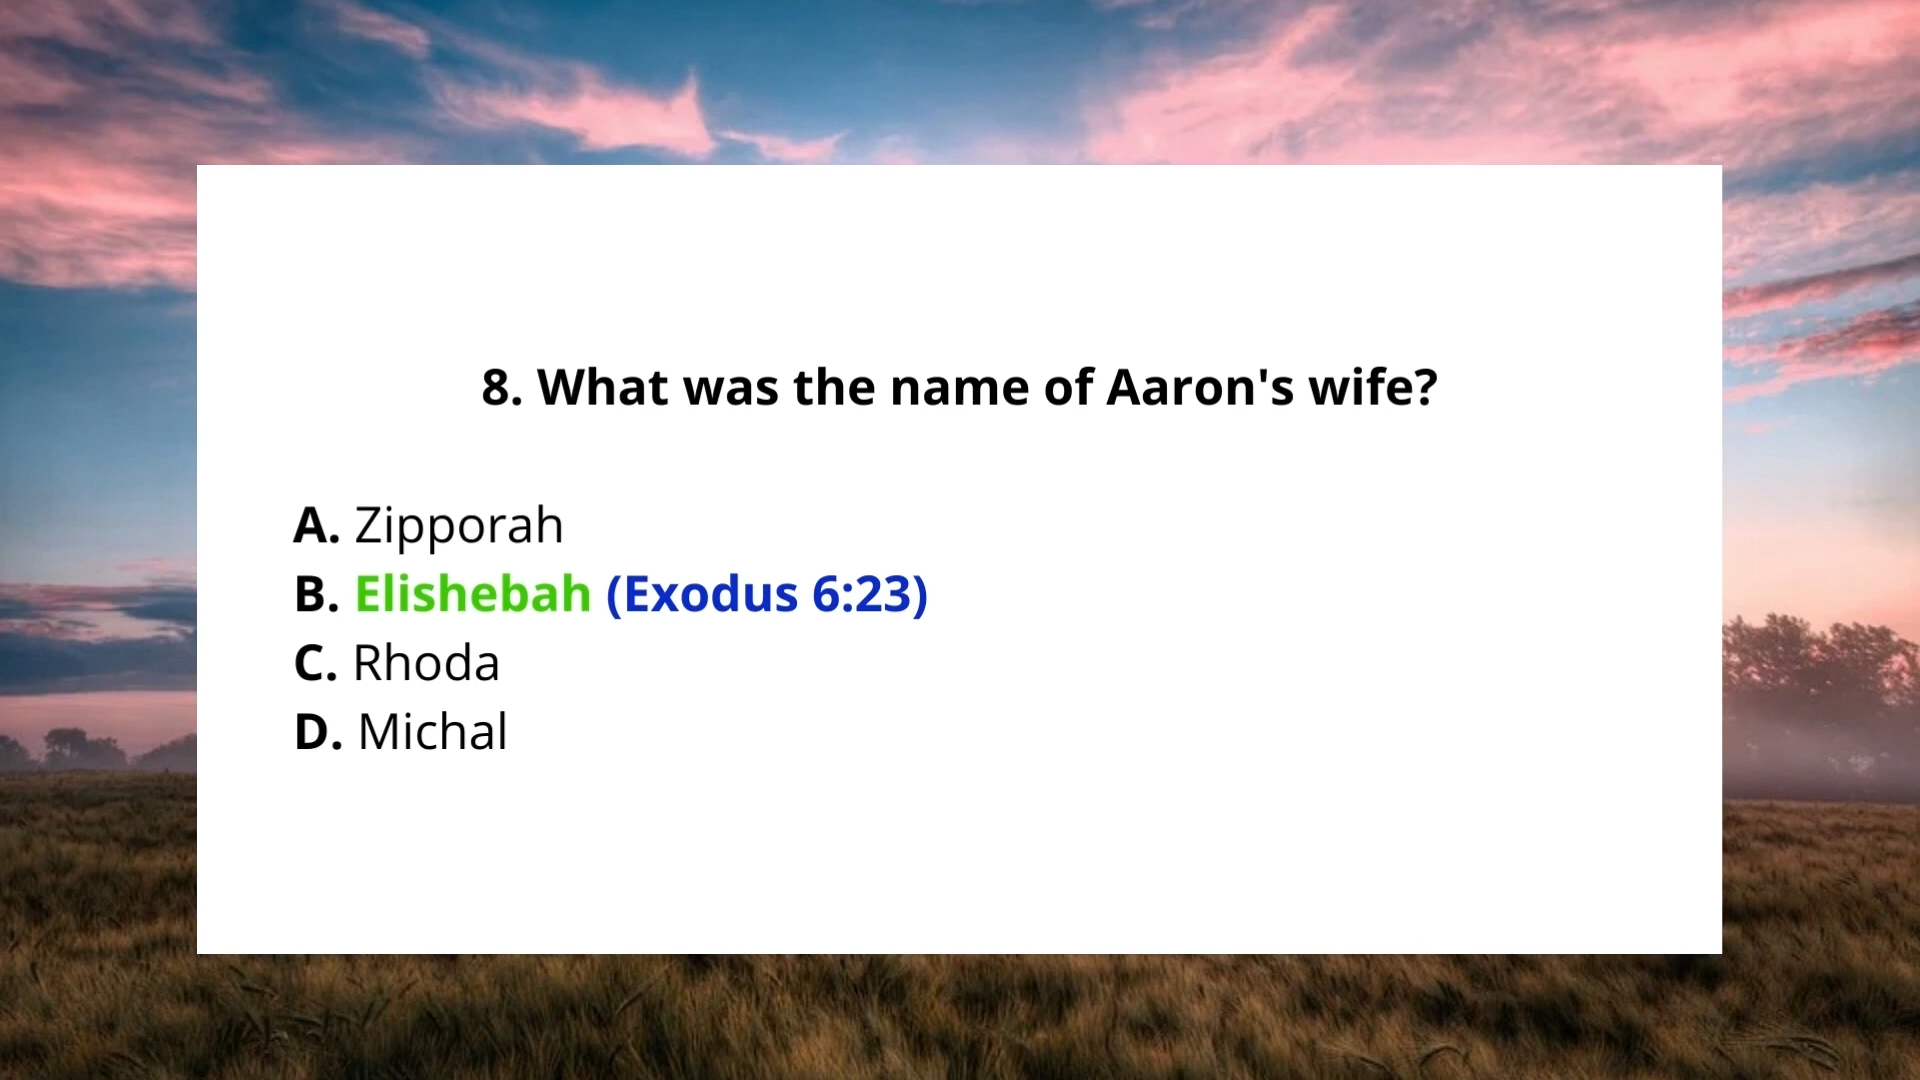 8. What was the name of Aaron's wife?
A. Zipporah
B. Elishebah (Exodus 6:23)
C. Rhoda
D. Michal